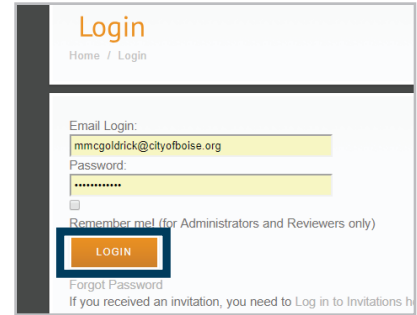 Login
Home / Login
Email Login:
mmcgoldrick@cityofboise.org
Password:
••••••••••••
Remember me! (for Administrators and Reviewers only)
LOGIN
Forgot Password
If you received an invitation, you need to Log in to Invitations